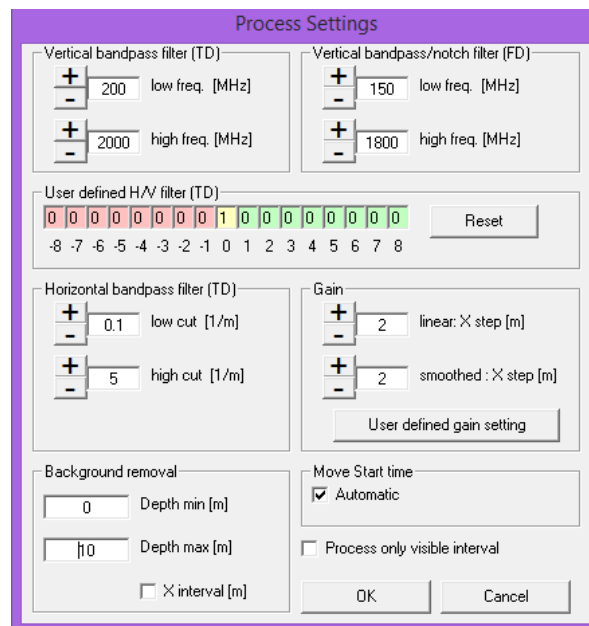 Process Settings
Vertical bandpass filter (TD)
+
-
200 low freq. [MHz]
+
-
2000 high freq. [MHz]
Vertical bandpass/notch filter (FD)
+
-
150 low freq. [MHz]
+
-
1800 high freq. [MHz]
User defined H/V filter (TD)
0 0 0 0 0 0 0 0 1 0 0 0 0 0 0 0 0
-8 -7 -6 -5 -4 -3 -2 -1 0 1 2 3 4 5 6 7 8
Reset
Horizontal bandpass filter (TD)
+
-
0.1 low cut [1/m]
+
-
5 high cut [1/m]
Gain
+
-
2 linear: X step [m]
+
-
2 smoothed : X step [m]
User defined gain setting
Background removal
0 Depth min [m]
10 Depth max [m]
X interval [m]
Move Start time
Automatic
Process only visible interval
OK
Cancel